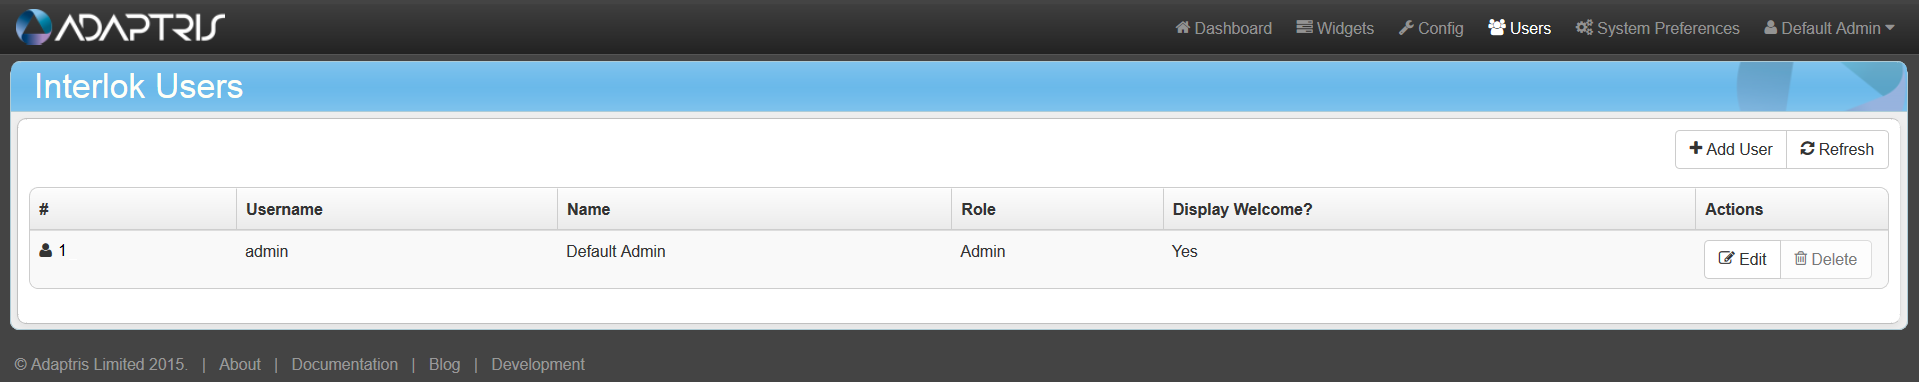 ADAPTRIS Dashboard Widgets Config Users System Preferences Default Admin
Interlok Users
Add User Refresh
# Username Name Role Display Welcome? Actions
1 admin Default Admin Admin Yes Edit Delete
© Adaptris Limited 2015. | About | Documentation | Blog | Development